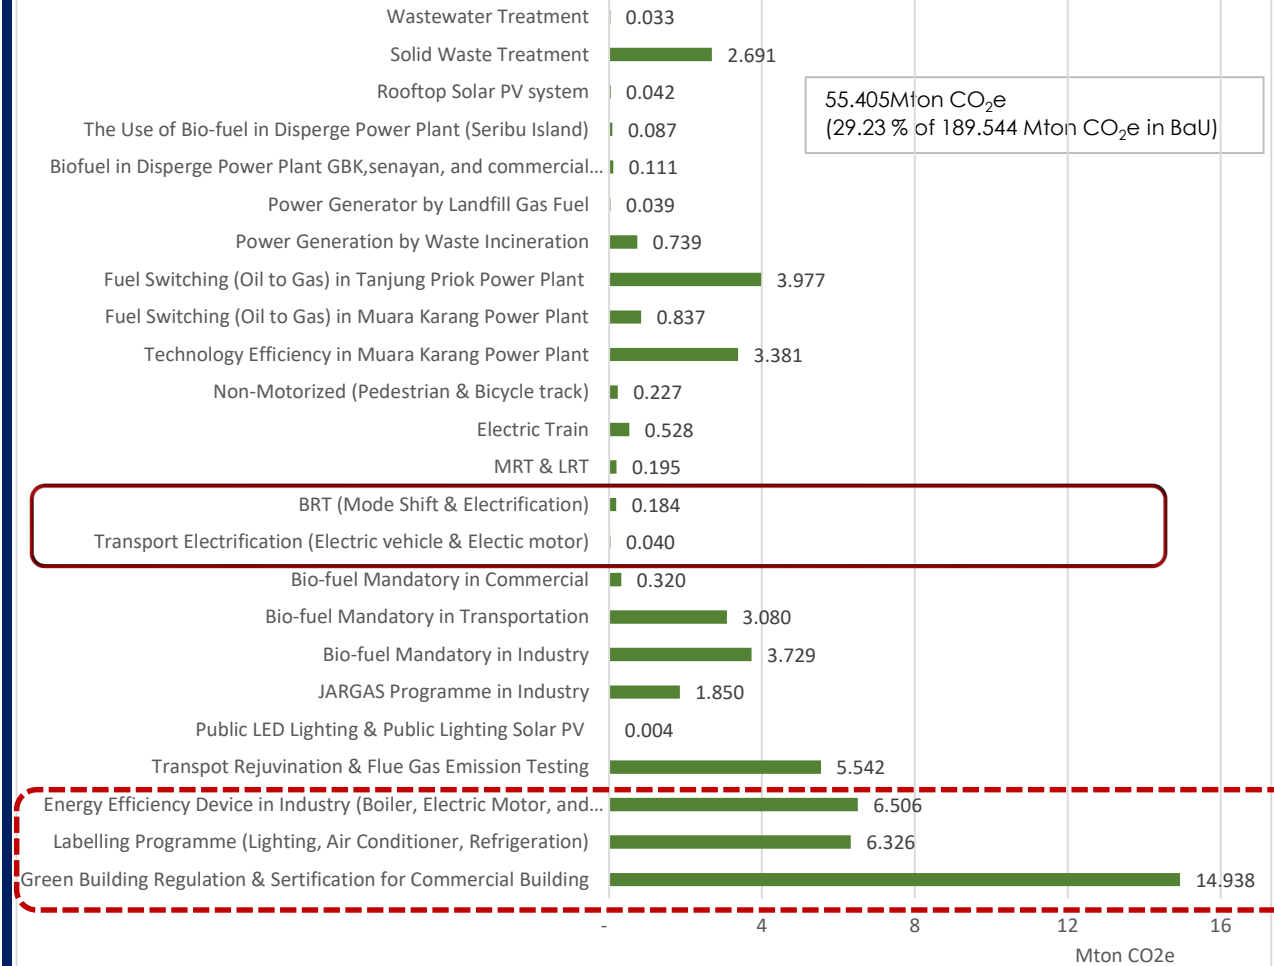 Wastewater Treatment 0.033
Solid Waste Treatment 2.691
Rooftop Solar PV system 0.042
55.405Mton CO₂e
(29.23 % of 189.544 Mton CO₂e in BaU)
The Use of Bio-fuel in Disperge Power Plant (Seribu Island) 0.087
Biofuel in Disperge Power Plant GBK,senayan, and commercial... 0.111
Power Generator by Landfill Gas Fuel 0.039
Power Generation by Waste Incineration 0.739
Fuel Switching (Oil to Gas) in Tanjung Priok Power Plant 3.977
Fuel Switching (Oil to Gas) in Muara Karang Power Plant 0.837
Technology Efficiency in Muara Karang Power Plant 3.381
Non-Motorized (Pedestrian & Bicycle track) 0.227
Electric Train 0.528
MRT & LRT 0.195
BRT (Mode Shift & Electrification) 0.184
Transport Electrification (Electric vehicle & Electic motor) 0.040
Bio-fuel Mandatory in Commercial 0.320
Bio-fuel Mandatory in Transportation 3.080
Bio-fuel Mandatory in Industry 3.729
JARGAS Programme in Industry 1.850
Public LED Lighting & Public Lighting Solar PV 0.004
Transpot Rejuvination & Flue Gas Emission Testing 5.542
Energy Efficiency Device in Industry (Boiler, Electric Motor, and... 6.506
Labelling Programme (Lighting, Air Conditioner, Refrigeration) 6.326
Green Building Regulation & Sertification for Commercial Building 14.938
- 4 8 12 16
Mton CO2e